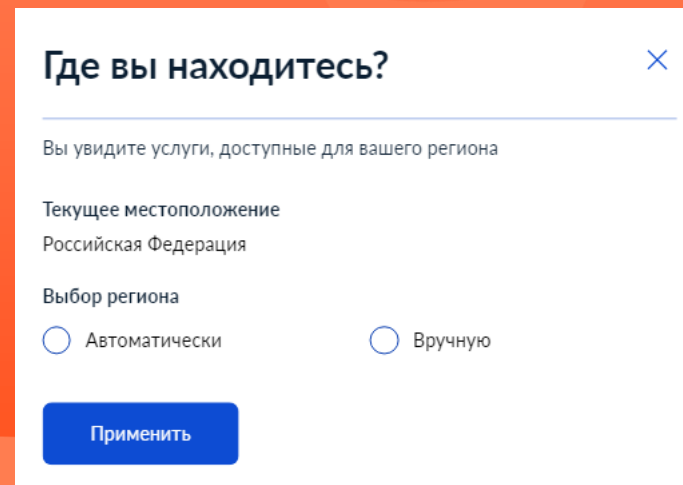 Где вы находитесь?
Вы увидите услуги, доступные для вашего региона
Текущее местоположение
Российская Федерация
Выбор региона
Автоматически Вручную
Применить